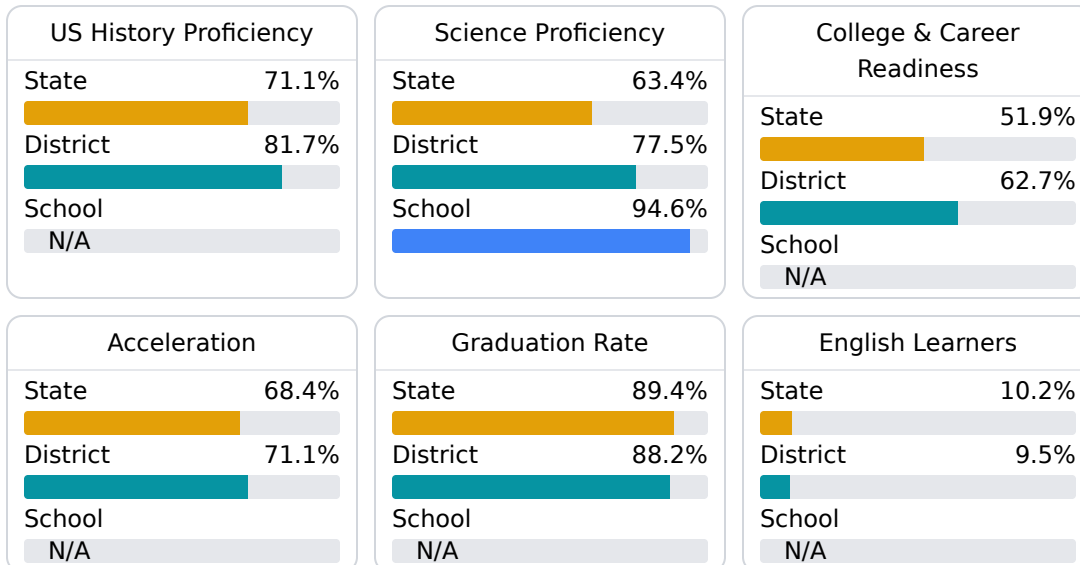 US History Proficiency
State 71.1%
District 81.7%
School
N/A
Science Proficiency
State 63.4%
District 77.5%
School 94.6%
College & Career
Readiness
State 51.9%
District 62.7%
School
N/A
Acceleration
State 68.4%
District 71.1%
School
N/A
Graduation Rate
State 89.4%
District 88.2%
School
N/A
English Learners
State 10.2%
District 9.5%
School
N/A